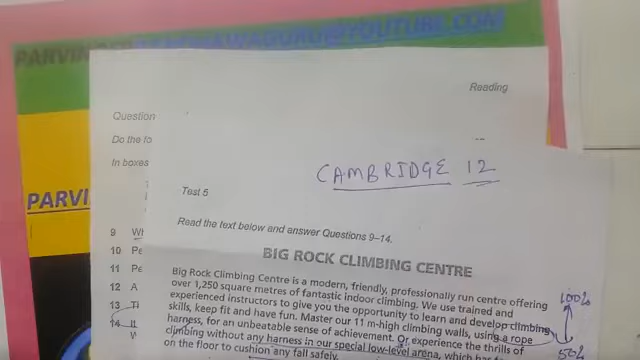 @YOUTUBE.COM
Reading
Question
Do the fo
In boxes
CAMBRIDGE 12
Test 5
PARVIN
Read the text below and answer Questions 9–14.
9 Wh
10 Pe
11 Pe
12 A
13 Ti
14 It
W
BIG ROCK CLIMBING CENTRE
Big Rock Climbing Centre is a modern, friendly, professionally run centre offering
over 1,250 square metres of fantastic indoor climbing. We use trained and
experienced instructors to give you the opportunity to learn and develop climbing
skills, keep fit and have fun. Master our 11 m-high climbing walls, using a rope
harness, for an unbeatable sense of achievement. Or experience the thrills of
climbing without any harness in our special low-level arena, which has
on the floor to cushion any fall safely.
100%
50%